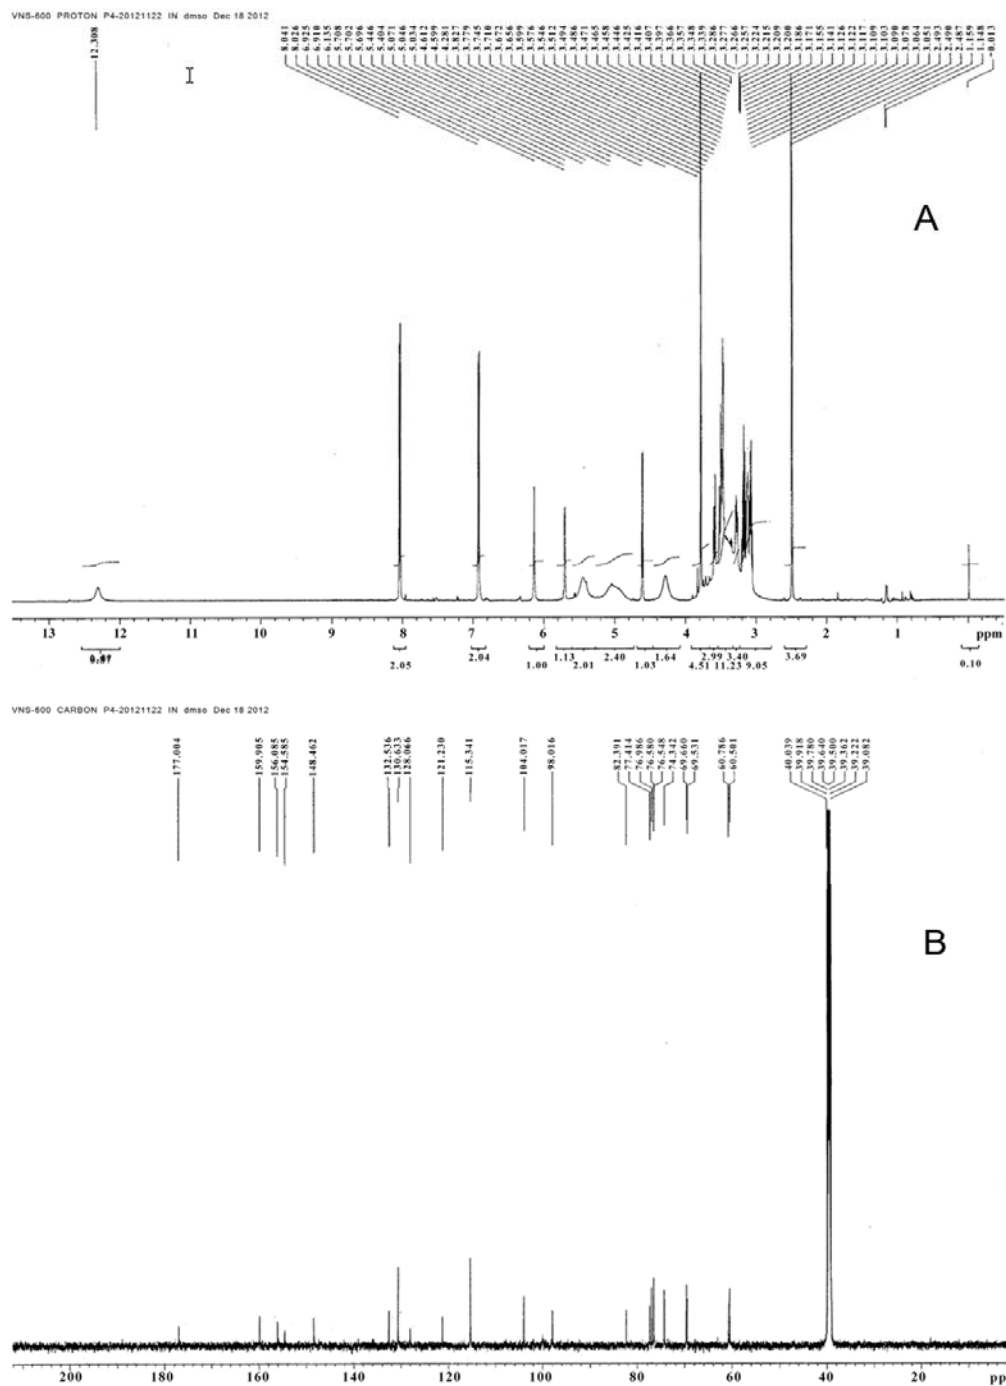 VNS-600 PROTON P4-20121122 IN dmso Dec 18 2012
12.308
8.041 8.026 6.925 6.910 6.135 5.708 5.702 5.696 5.446 5.404 5.071 5.046 5.034 4.612 4.599 4.281 3.827 3.779 3.745 3.710 3.672 3.656 3.599 3.576 3.546 3.512 3.494 3.486 3.471 3.465 3.458 3.446 3.425 3.416 3.407 3.397 3.366 3.357 3.348 3.339 3.286 3.277 3.266 3.257 3.224 3.215 3.209 3.200 3.186 3.171 3.155 3.141 3.126 3.122 3.117 3.109 3.103 3.090 3.078 3.064 3.051 2.493 2.490 2.487 1.159 1.148 -0.013
A
13 12 11 10 9 8 7 6 5 4 3 2 1 ppm
2.05 2.04 1.00 1.13 2.01 2.40 1.03 1.64 4.51 2.99 11.23 3.40 9.05 3.69 0.10
VNS-600 CARBON P4-20121122 IN dmso Dec 18 2012
177.004 159.905 156.085 154.585 148.462 132.536 130.633 128.066 121.230 115.341 104.017 98.016 82.391 77.414 76.986 76.580 76.548 74.342 69.660 69.531 60.786 60.501 40.039 39.918 39.780 39.640 39.500 39.362 39.222 39.082
B
200 180 160 140 120 100 80 60 40 20 pp